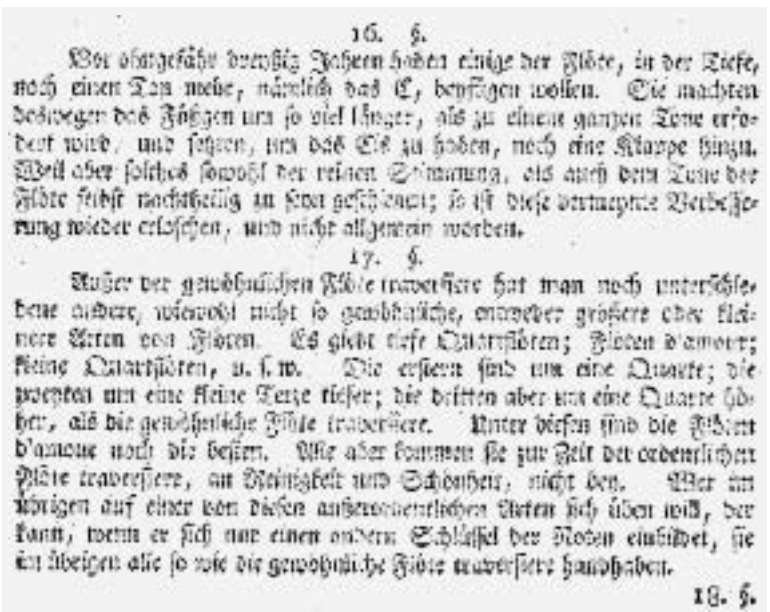 16. §.
Vor ohngefähr dreyßig Jahren haben einige der Flöte, in der Tiefe,
noch einen Ton mehr, nämlich das C, beyfügen wollen. Sie machten
deswegen das Füßgen um so viel länger, als zu einem ganzen Tone erfo-
dert wird, und setzten, um das Cis zu haben, noch eine Klappe hinzu.
Weil aber solches sowohl der reinen Stimmung, als auch dem Tone der
Flöte selbst nachtheilig zu seyn geschienen; so ist diese vermeynte Verbesse-
rung wieder erloschen, und nicht allgemein worden.
17. §.
Außer der gewöhnlichen Flöte traversiere hat man noch unterschie-
dene andere, wiewohl nicht so gewöhnliche, entweder größere oder klei-
nere Arten von Flöten. Es giebt tiefe Quartflöten; Flöten d'amour;
kleine Quartflöten, u. s. w. Die erstern sind um eine Quarte; die
zweyten um eine kleine Terze tiefer; die dritten aber um eine Quarte hö-
her, als die gewöhnliche Flöte traversiere. Unter diesen sind die Flöten
d'amour noch die besten. Alle aber kommen sie zur Zeit der ordentlichen
Flöte traversiere, an Reinigkeit und Schönheit, nicht bey. Wer im
übrigen auf einer von diesen außerordentlichen Arten sich üben will, der
kann, wenn er sich nur einen andern Schlüssel der Noten einbildet, sie
im übrigen alle so wie die gewöhnliche Flöte traversiere handhaben.
18. §.